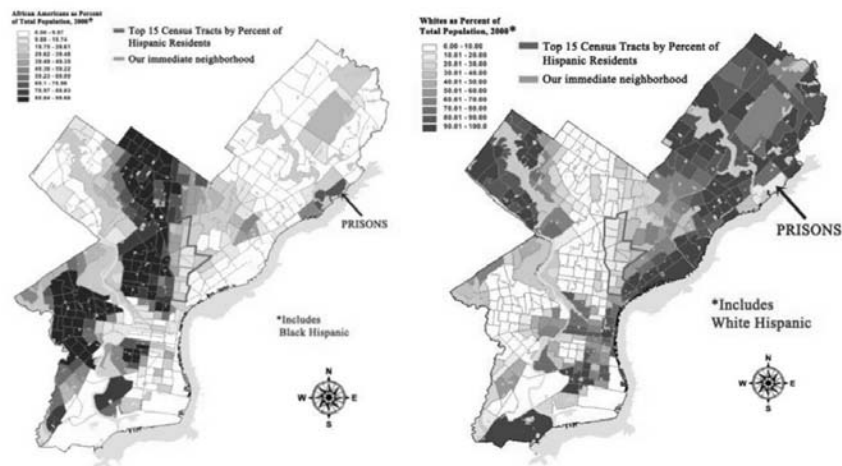 African Americans as Percent
of Total Population, 2000*
Top 15 Census Tracts by Percent of
Hispanic Residents
Our immediate neighborhood
PRISONS
*Includes
Black Hispanic
N
W E
S
Whites as Percent of
Total Population, 2000*
0.00 - 10.00
10.01 - 20.00
20.01 - 30.00
30.01 - 40.00
40.01 - 50.00
50.01 - 60.00
60.01 - 70.00
70.01 - 80.00
80.01 - 90.00
90.01 - 100.0
Top 15 Census Tracts by Percent of
Hispanic Residents
Our immediate neighborhood
PRISONS
*Includes
White Hispanic
N
W E
S